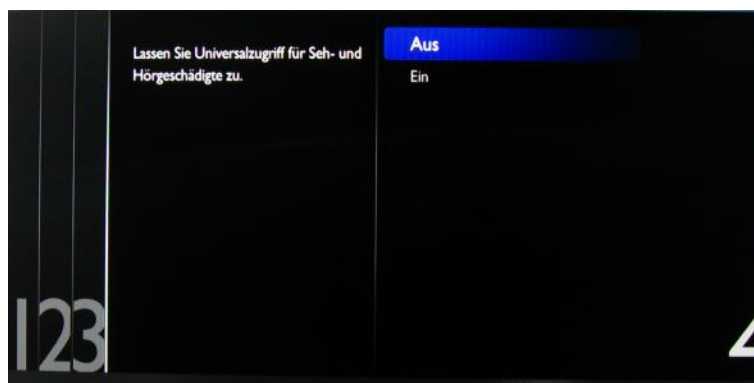 Lassen Sie Universalzugriff für Seh- und
Hörgeschädigte zu.
Aus
Ein
123